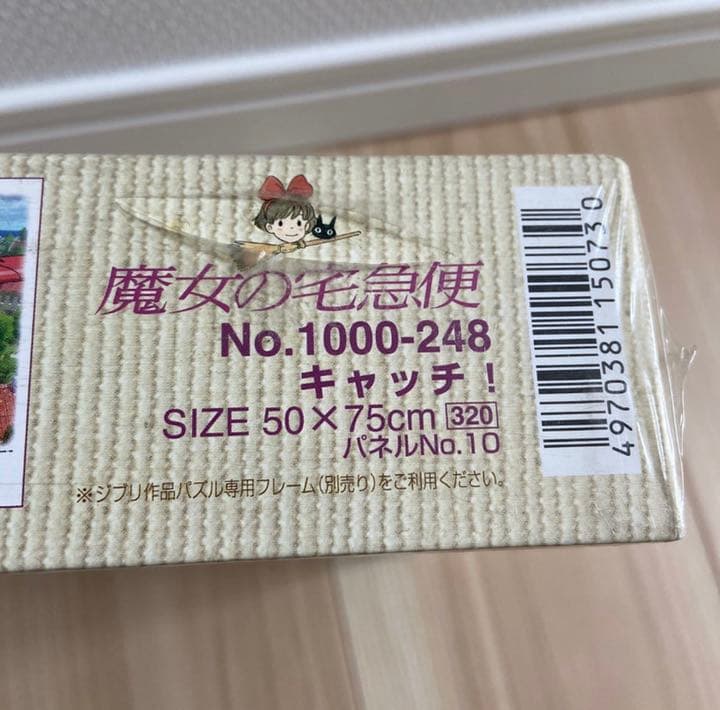 魔女の宅急便
No.1000-248
キャッチ!
SIZE 50×75cm 320
パネルNo.10
※ジブリ作品パズル専用フレーム(別売り)をご利用ください。
4970381 150730